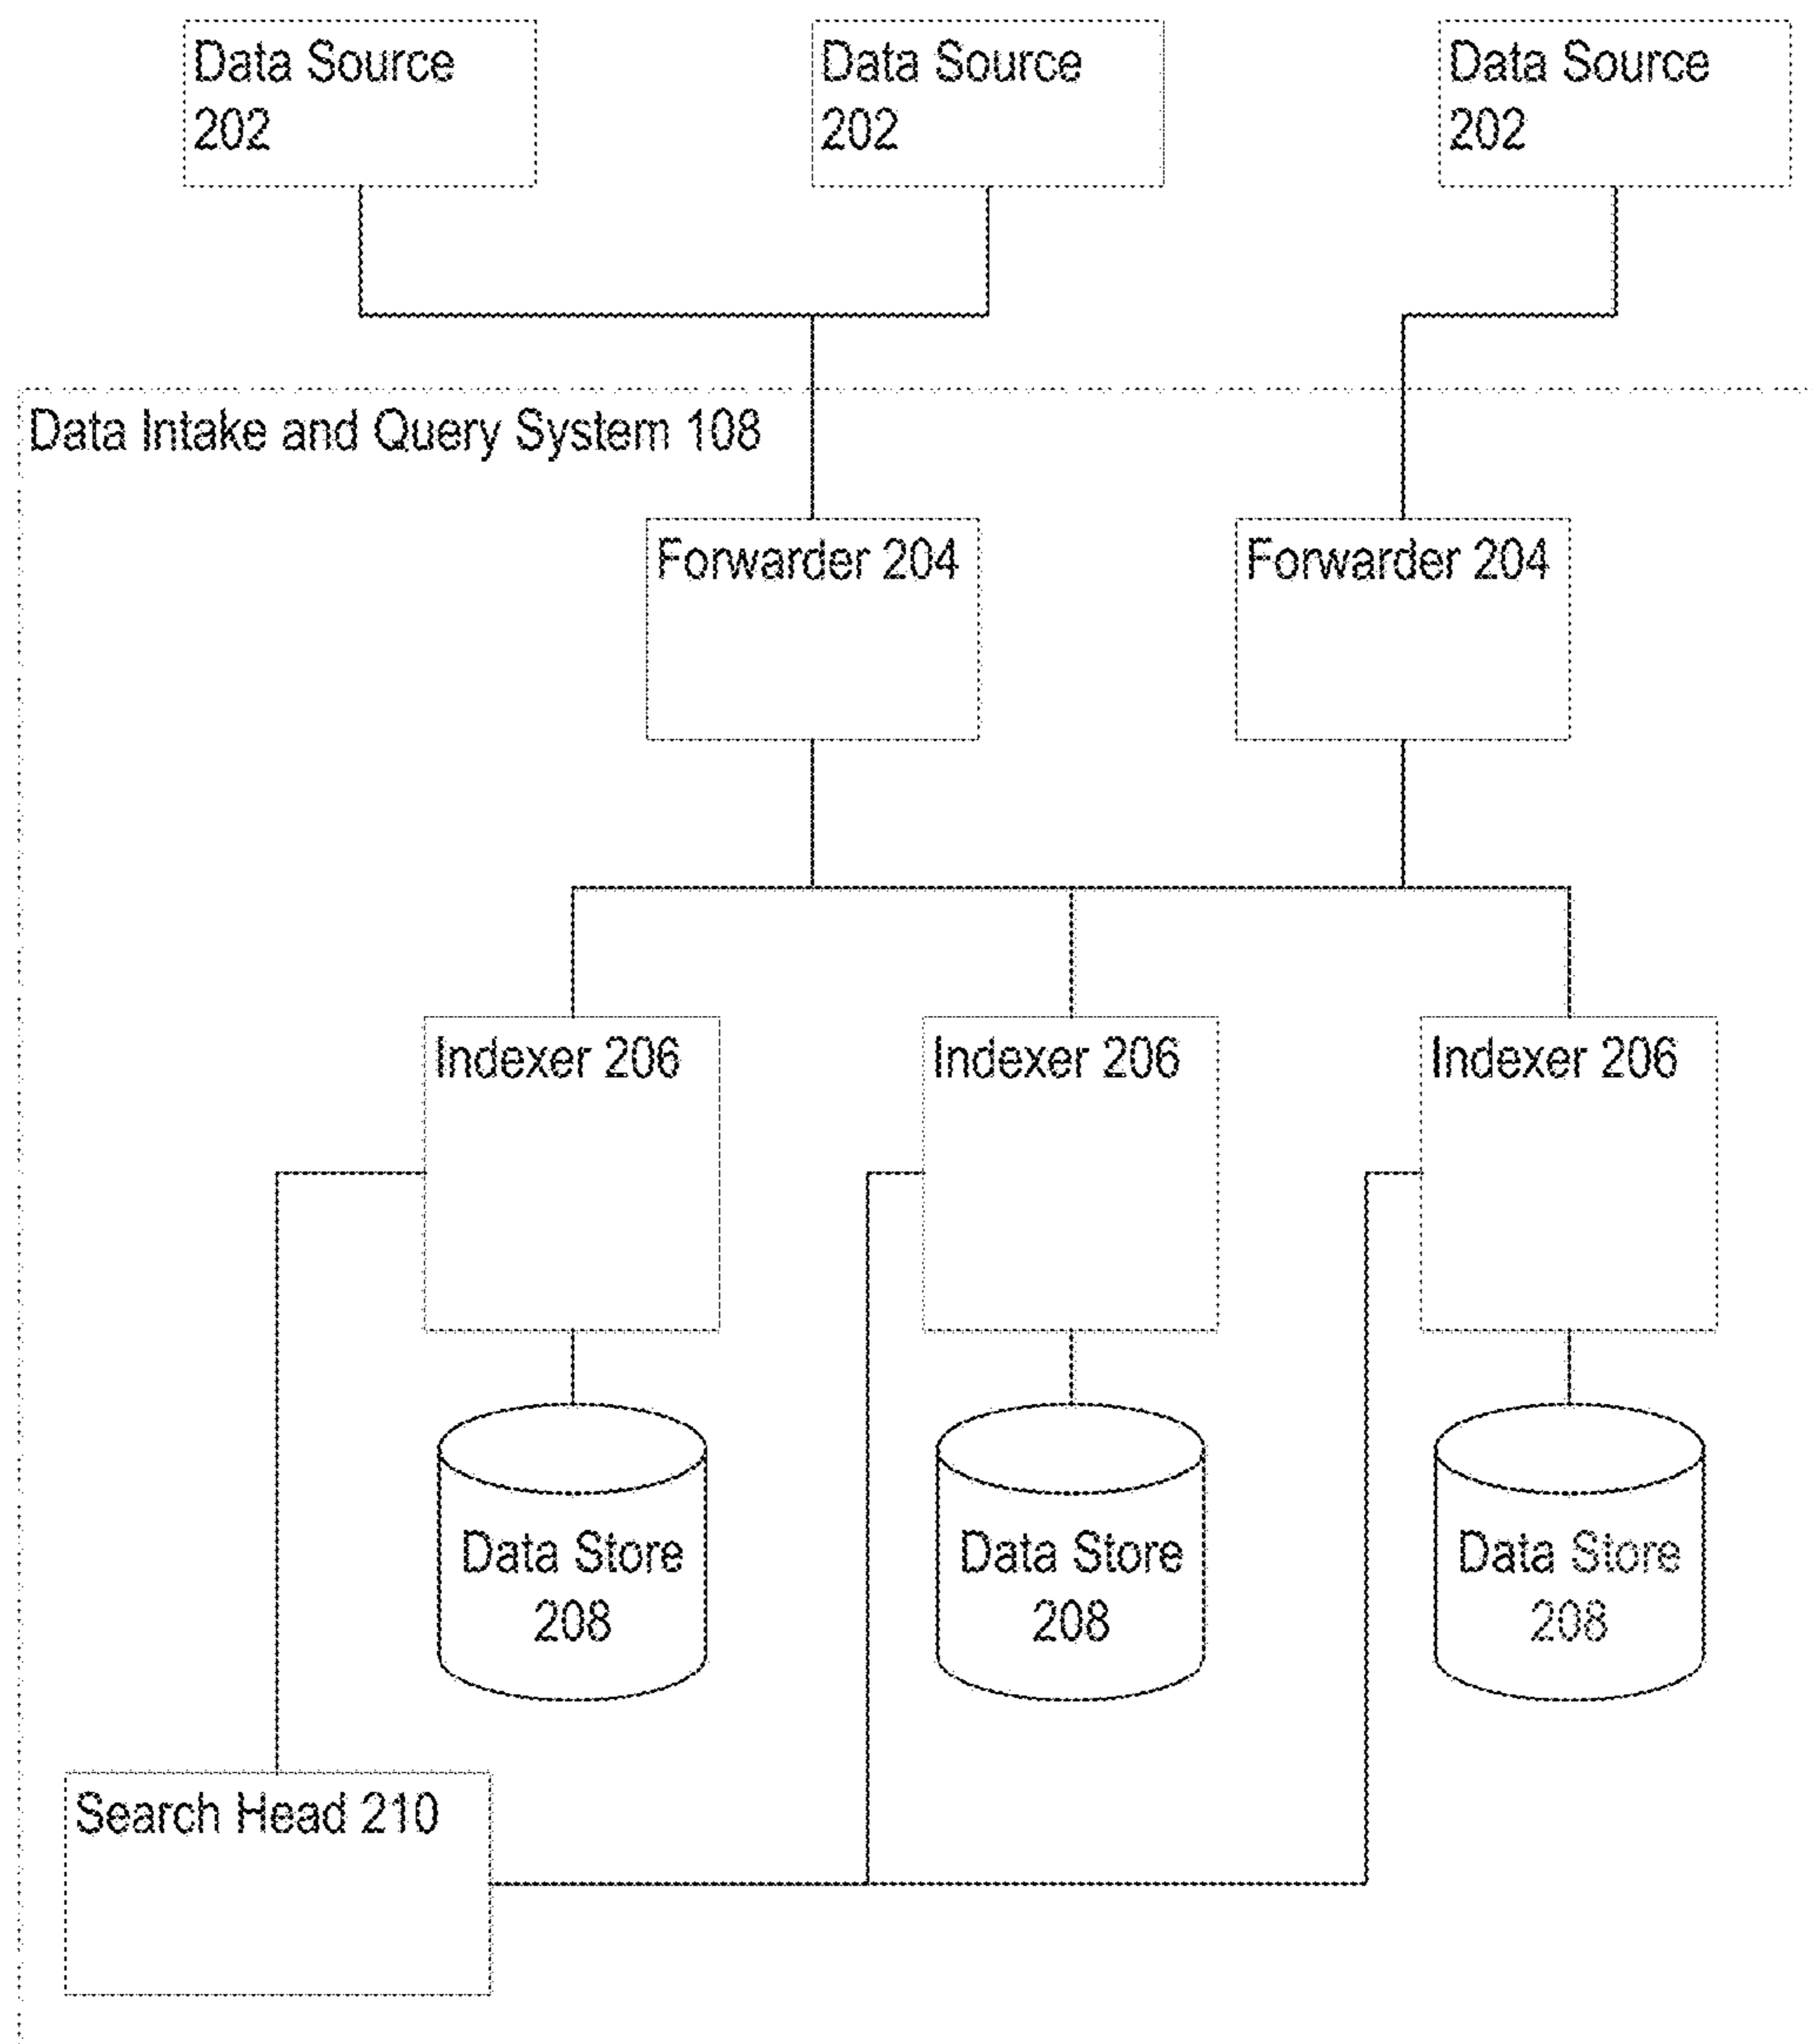 Data Source
202
Data Source
202
Data Source
202
Data Intake and Query System 108
Forwarder 204
Forwarder 204
Indexer 206
Indexer 206
Indexer 206
Data Store
208
Data Store
208
Data Store
208
Search Head 210